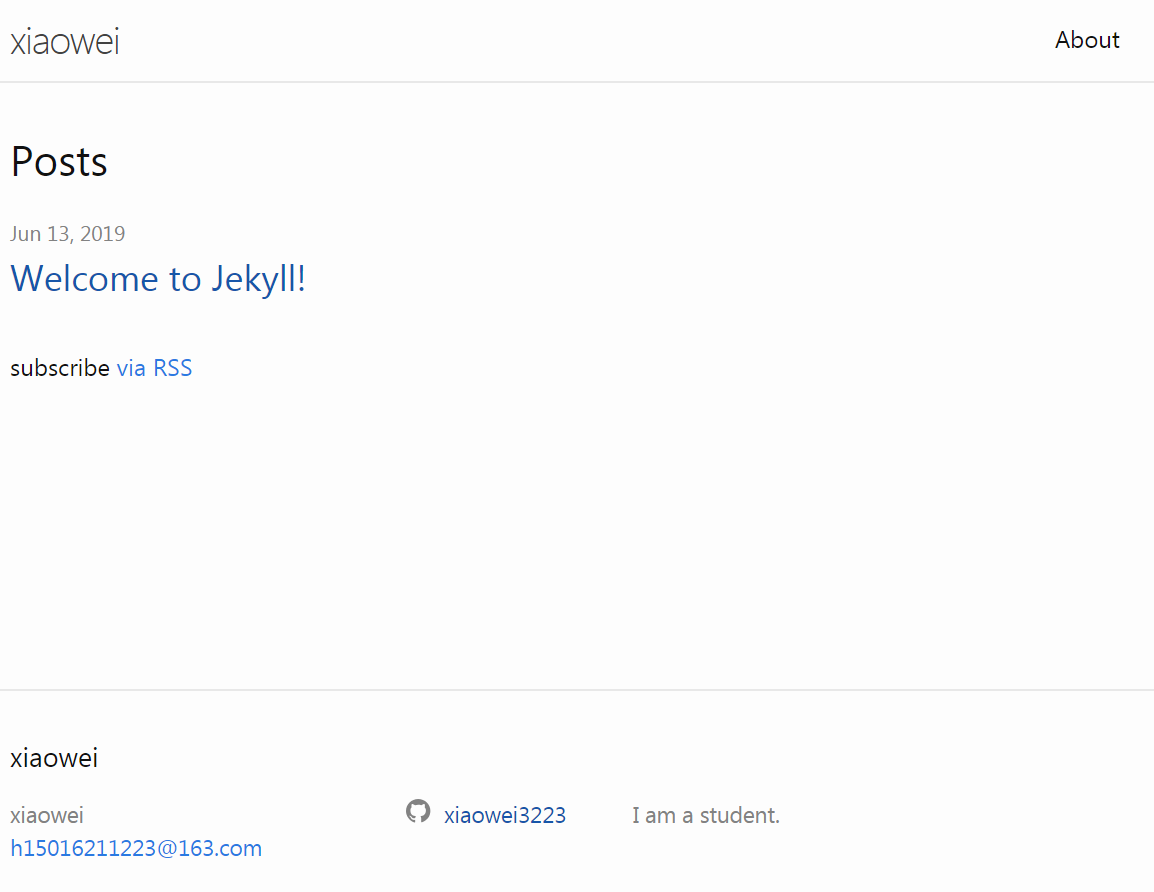 xiaowei
About
Posts
Jun 13, 2019
Welcome to Jekyll!
subscribe via RSS
xiaowei
xiaowei
h15016211223@163.com
xiaowei3223
I am a student.